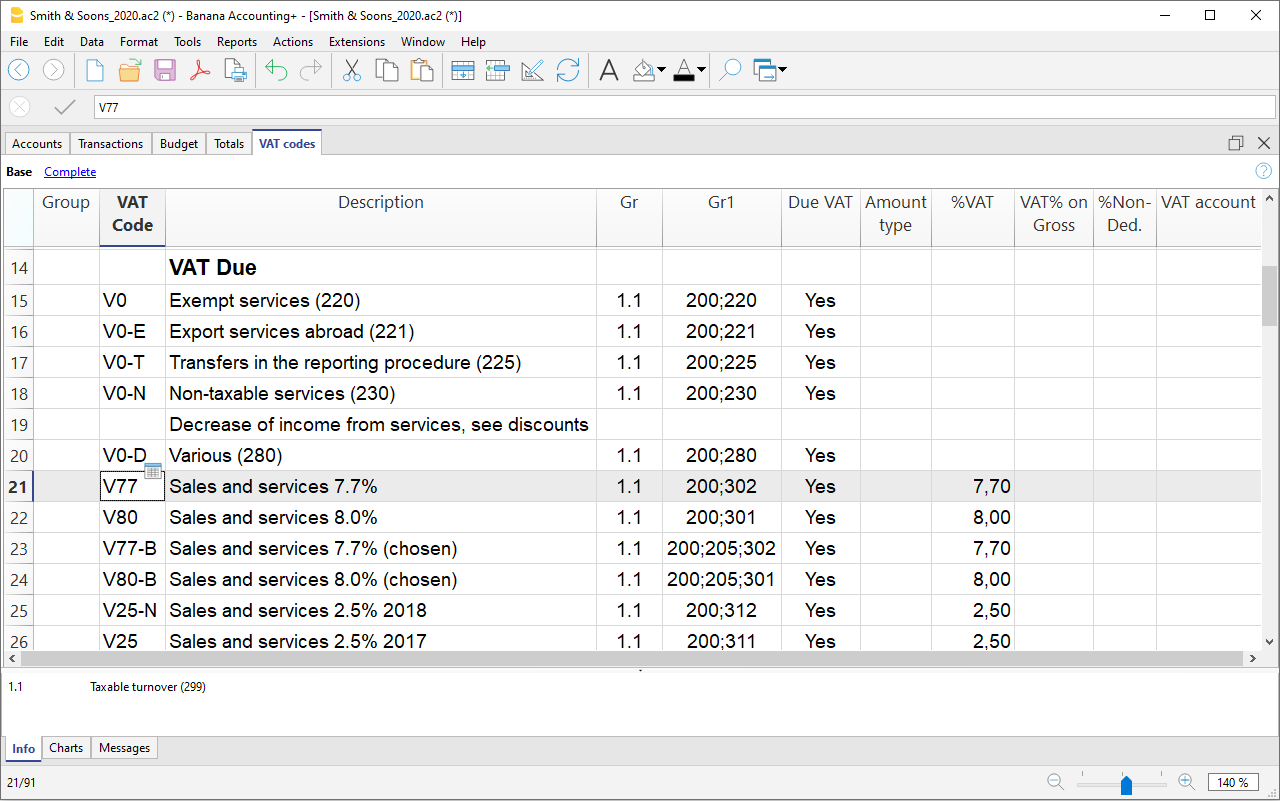 Smith & Soons_2020.ac2 (*) - Banana Accounting+ - [Smith & Soons_2020.ac2 (*)]
File Edit Data Format Tools Reports Actions Extensions Window Help
V77
Accounts Transactions Budget Totals VAT codes
Base Complete
Group VAT Code Description Gr Gr1 Due VAT Amount type %VAT VAT% on Gross %Non-Ded. VAT account
14 VAT Due
15 V0 Exempt services (220) 1.1 200;220 Yes
16 V0-E Export services abroad (221) 1.1 200;221 Yes
17 V0-T Transfers in the reporting procedure (225) 1.1 200;225 Yes
18 V0-N Non-taxable services (230) 1.1 200;230 Yes
19 Decrease of income from services, see discounts
20 V0-D Various (280) 1.1 200;280 Yes
21 V77 Sales and services 7.7% 1.1 200;302 Yes 7,70
22 V80 Sales and services 8.0% 1.1 200;301 Yes 8,00
23 V77-B Sales and services 7.7% (chosen) 1.1 200;205;302 Yes 7,70
24 V80-B Sales and services 8.0% (chosen) 1.1 200;205;301 Yes 8,00
25 V25-N Sales and services 2.5% 2018 1.1 200;312 Yes 2,50
26 V25 Sales and services 2.5% 2017 1.1 200;311 Yes 2,50
1.1 Taxable turnover (299)
Info Charts Messages
21/91 140 %